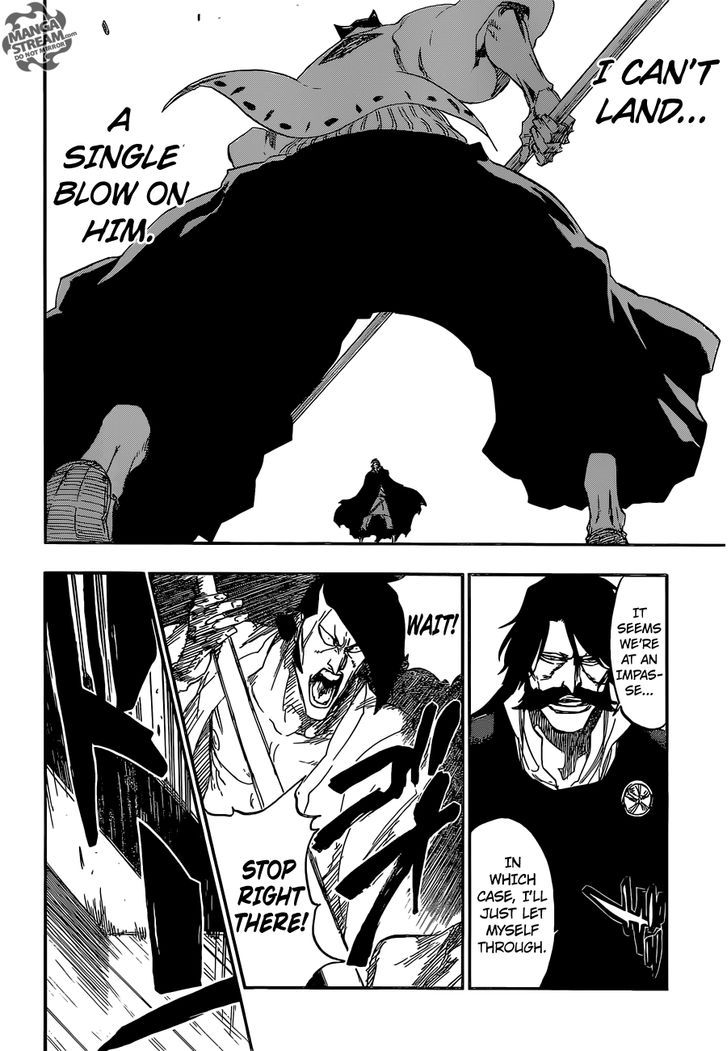 MANGA
STREAM.COM
DO NOT MIRROR
I CAN'T
LAND...
A
SINGLE
BLOW ON
HIM.
IT
SEEMS
WE'RE
AT AN
IMPAS-
SE...
IN
WHICH
CASE, I'LL
JUST LET
MYSELF
THROUGH.
WAIT!
STOP
RIGHT
THERE!